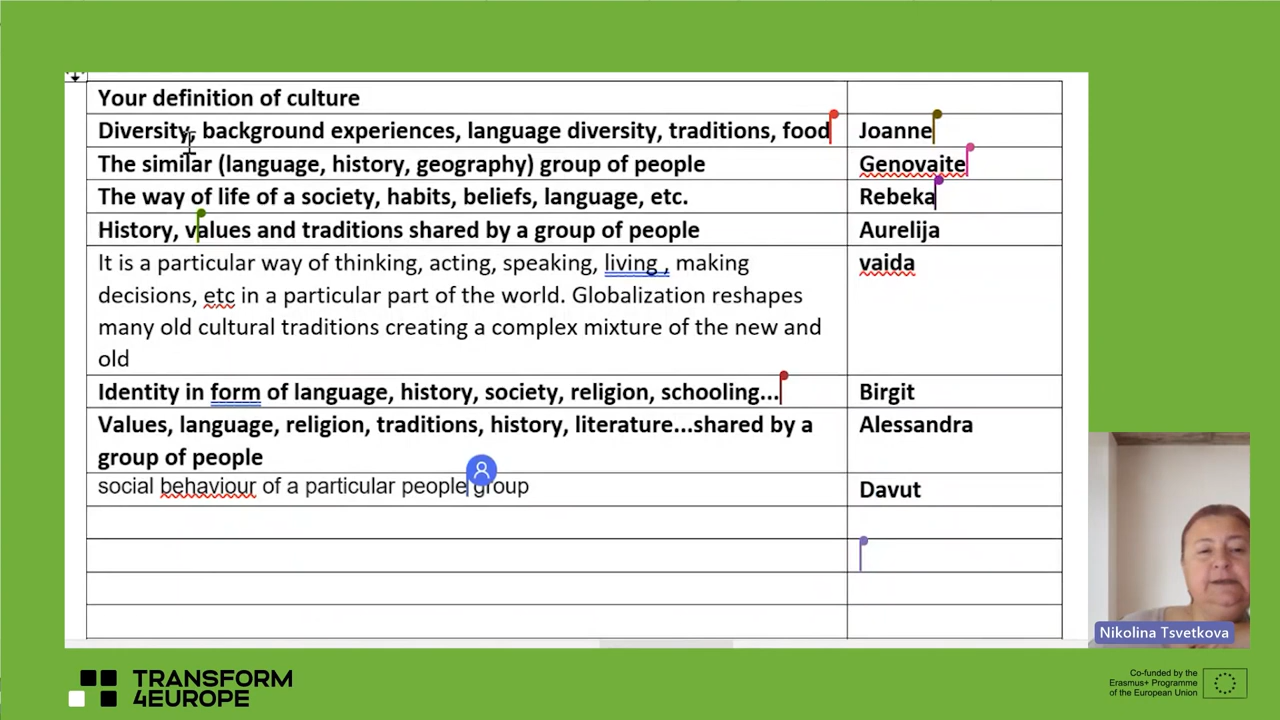 Your definition of culture
Diversity, background experiences, language diversity, traditions, food Joanne
The similar (language, history, geography) group of people Genovaite
The way of life of a society, habits, beliefs, language, etc. Rebeka
History, values and traditions shared by a group of people Aurelija
It is a particular way of thinking, acting, speaking, living , making vaida
decisions, etc in a particular part of the world. Globalization reshapes
many old cultural traditions creating a complex mixture of the new and
old
Identity in form of language, history, society, religion, schooling... Birgit
Values, language, religion, traditions, history, literature...shared by a Alessandra
group of people
social behaviour of a particular people group Davut
Nikolina Tsvetkova
TRANSFORM
4EUROPE
Co-funded by the
Erasmus+ Programme
of the European Union